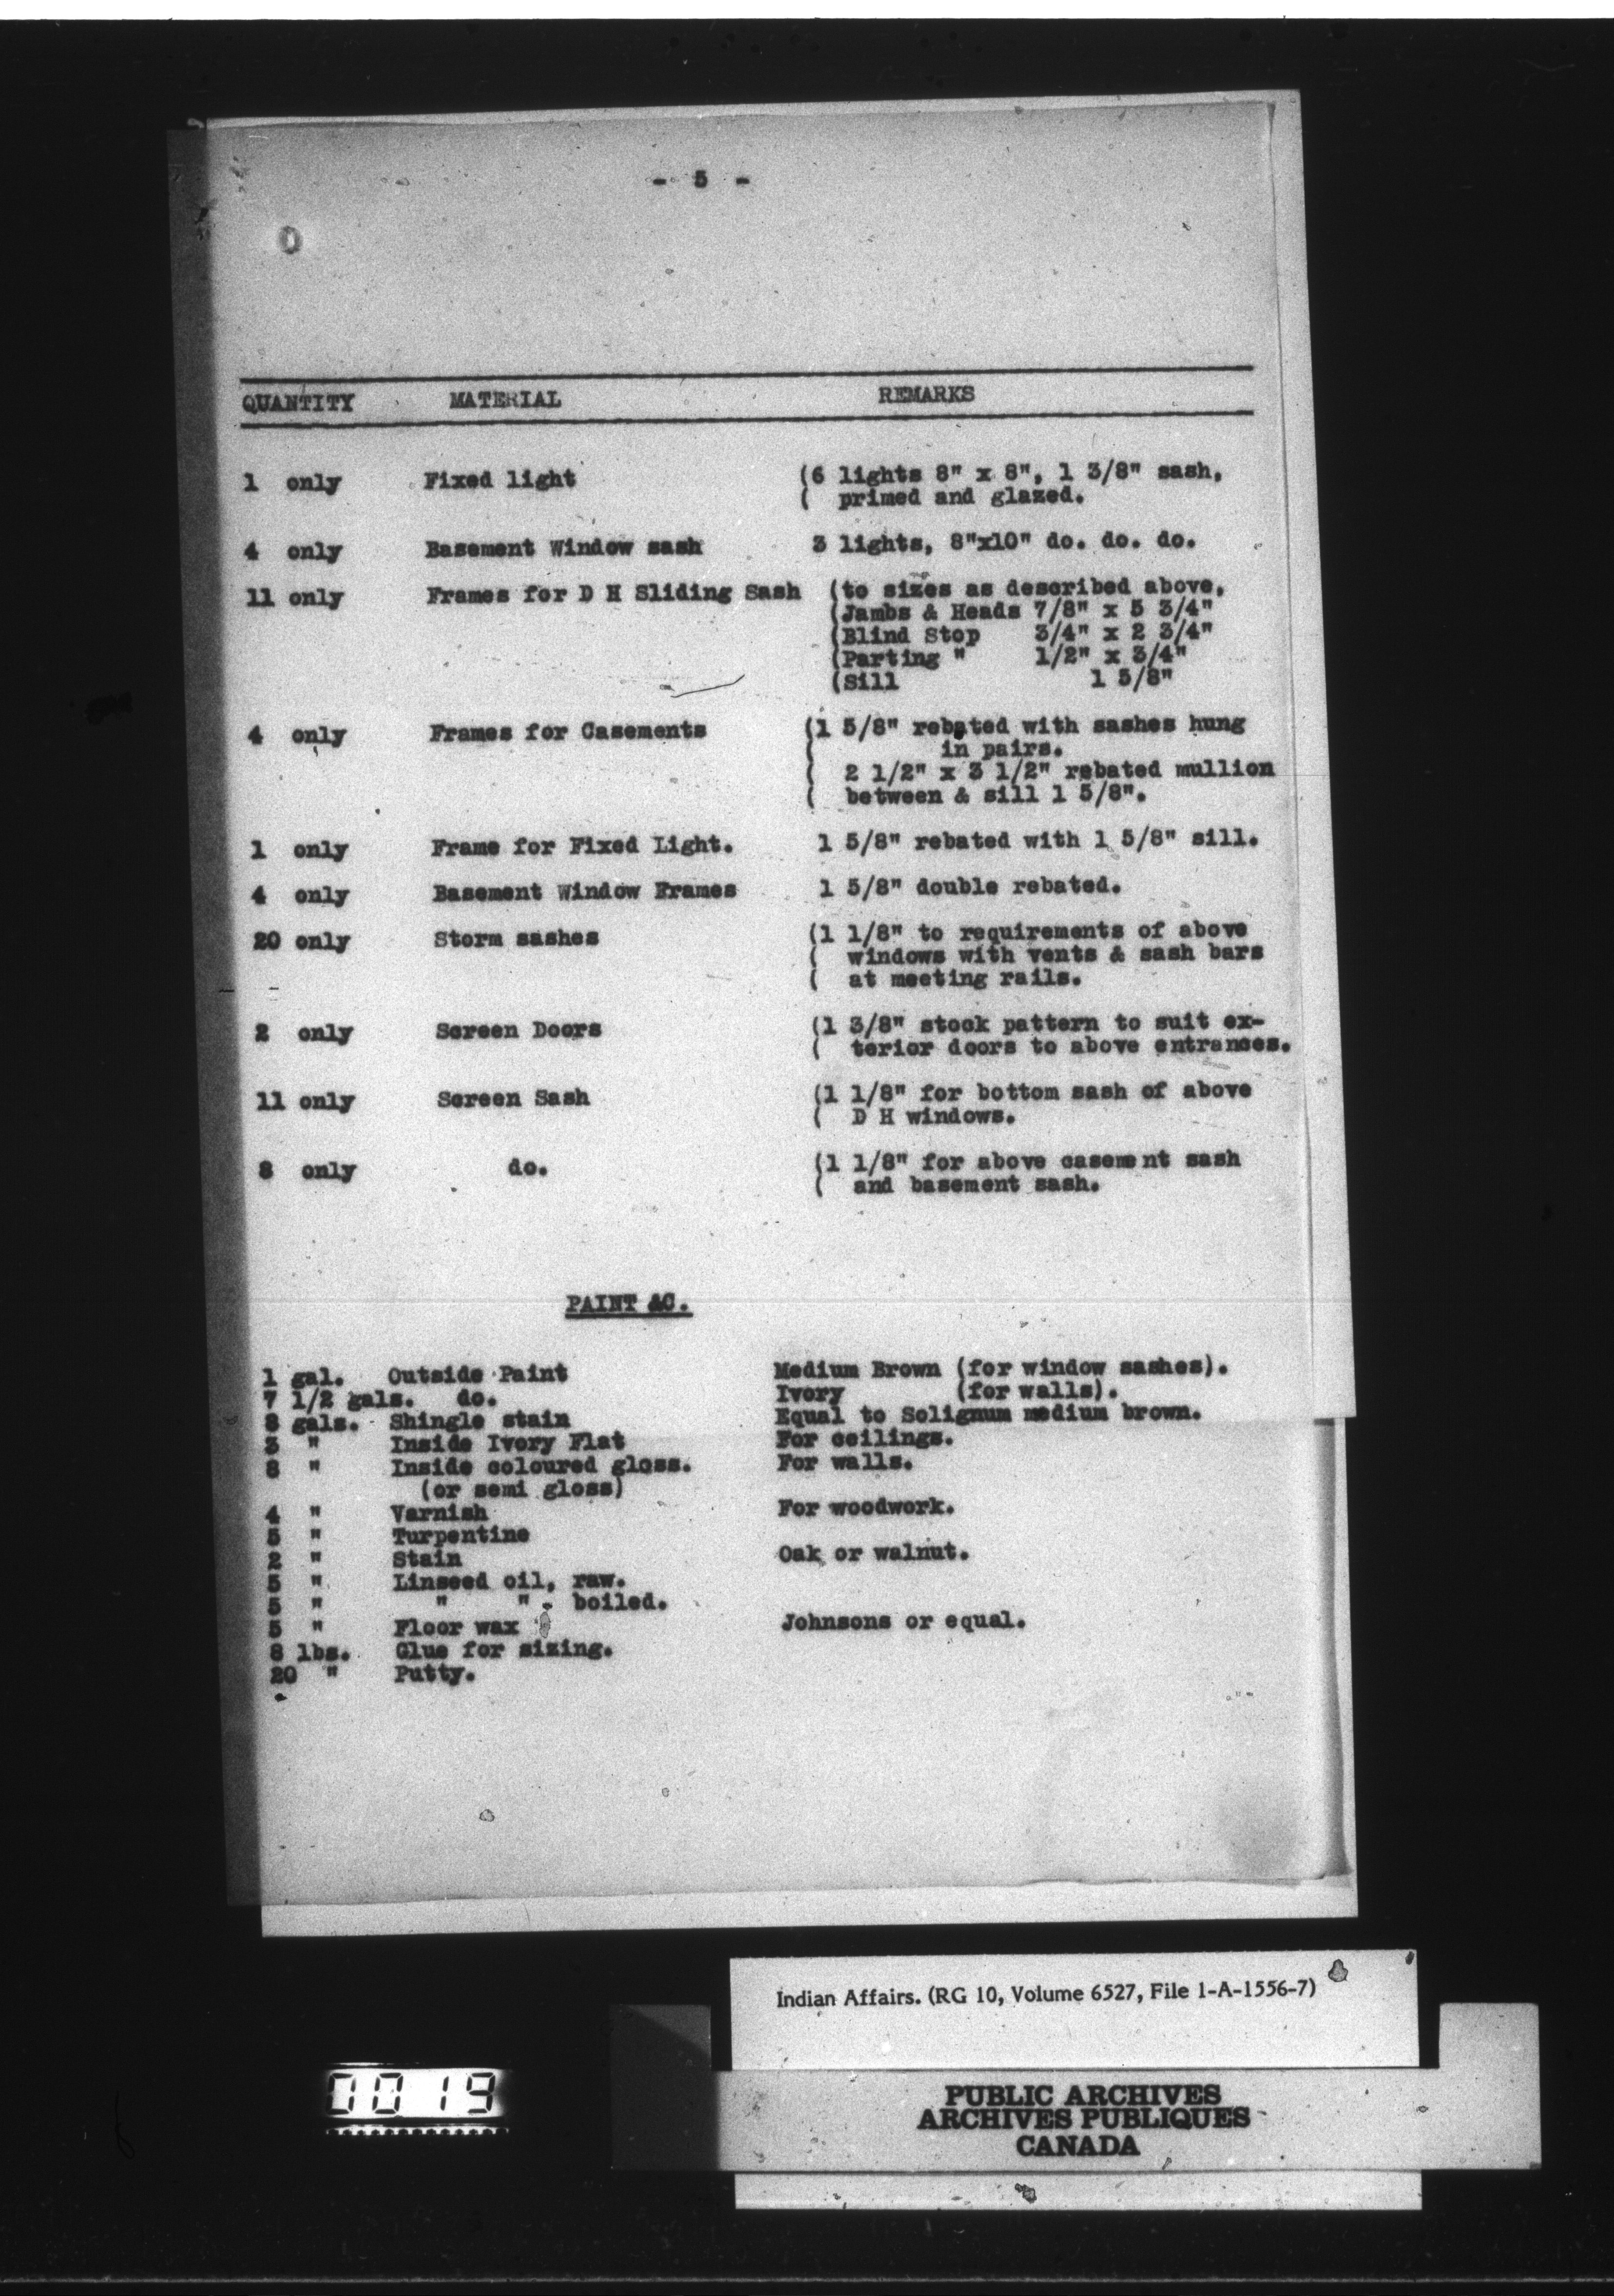 - 5 -
QUANTITY MATERIAL REMARKS
1 only Fixed light (6 lights 8" x 8", 1 3/8" sash,
( primed and glazed.
4 only Basement Window sash 3 lights, 8"x10" do. do. do.
11 only Frames for D H Sliding Sash (to sizes as described above,
(Jambs & Heads 7/8" x 5 3/4"
(Blind Stop 3/4" x 2 3/4"
(Parting " 1/2" x 3/4"
(Sill 1 5/8"
4 only Frames for Casements (1 5/8" rebated with sashes hung
( in pairs.
( 2 1/2" x 3 1/2" rebated mullion
( between & sill 1 5/8".
1 only Frame for Fixed Light. 1 5/8" rebated with 1 5/8" sill.
4 only Basement Window Frames 1 5/8" double rebated.
20 only Storm sashes (1 1/8" to requirements of above
( windows with vents & sash bars
( at meeting rails.
2 only Screen Doors (1 3/8" stock pattern to suit ex-
( terior doors to above entrances.
11 only Screen Sash (1 1/8" for bottom sash of above
( D H windows.
8 only do. (1 1/8" for above casement sash
( and basement sash.
PAINT &C.
1 gal. Outside Paint Medium Brown (for window sashes).
7 1/2 gals. do. Ivory (for walls).
8 gals. Shingle stain Equal to Solignum medium brown.
3 " Inside Ivory Flat For ceilings.
8 " Inside coloured gloss. For walls.
(or semi gloss)
4 " Varnish For woodwork.
5 " Turpentine
2 " Stain Oak or walnut.
5 " Linseed oil, raw.
5 " " " - boiled.
5 " Floor wax Johnsons or equal.
8 lbs. Glue for sizing.
20 " Putty.
Indian Affairs. (RG 10, Volume 6527, File 1-A-1556-7)
0019
PUBLIC ARCHIVES
ARCHIVES PUBLIQUES
CANADA